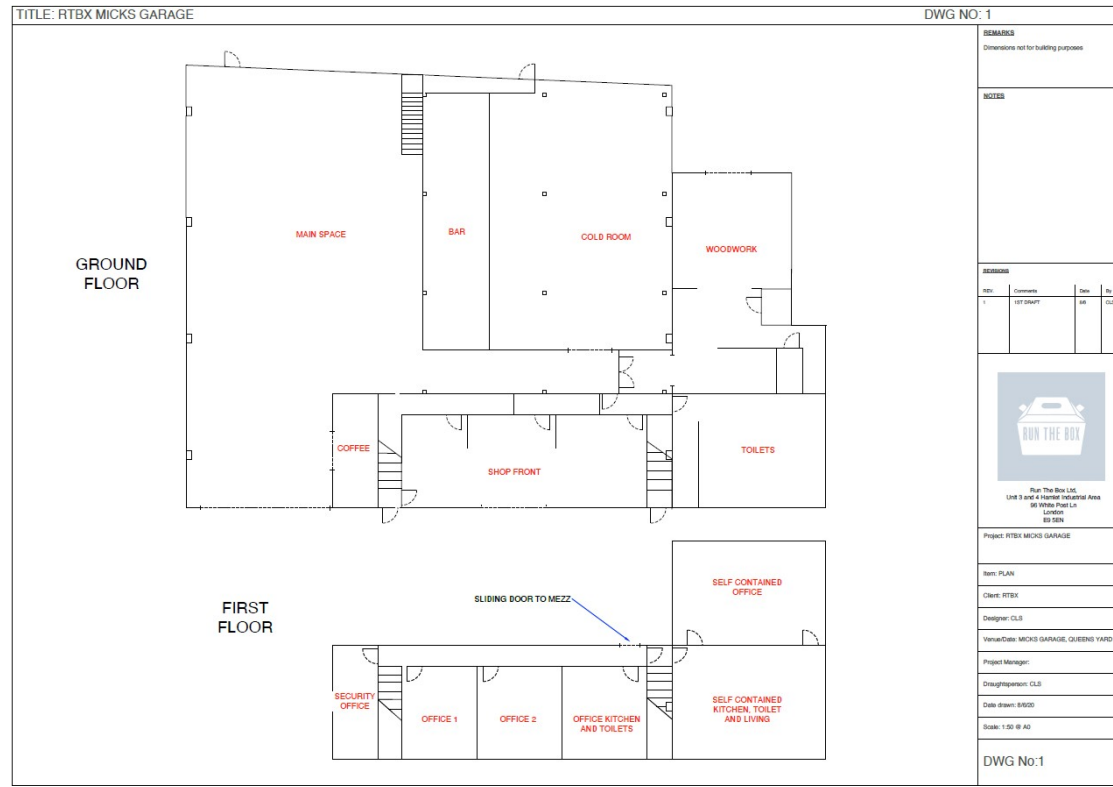 TITLE: RTBX MICKS GARAGE
DWG NO: 1
GROUND
FLOOR
MAIN SPACE
BAR
COLD ROOM
WOODWORK
COFFEE
SHOP FRONT
TOILETS
FIRST
FLOOR
SLIDING DOOR TO MEZZ
SELF CONTAINED
OFFICE
SECURITY
OFFICE
OFFICE 1
OFFICE 2
OFFICE KITCHEN
AND TOILETS
SELF CONTAINED
KITCHEN, TOILET
AND LIVING
REMARKS
Dimensions not for building purposes
NOTES
REVISIONS
REV. Comments Date By
1 1ST DRAFT 8/6 CLS
RUN THE BOX
Run The Box Ltd,
Unit 3 and 4 Hamlet Industrial Area
96 White Post Ln
London
E9 5EN
Project: RTBX MICKS GARAGE
Item: PLAN
Client: RTBX
Designer: CLS
Venue/Date: MICKS GARAGE, QUEENS YARD
Project Manager:
Draughtsperson: CLS
Date drawn: 8/6/20
Scale: 1:50 @ A0
DWG No:1